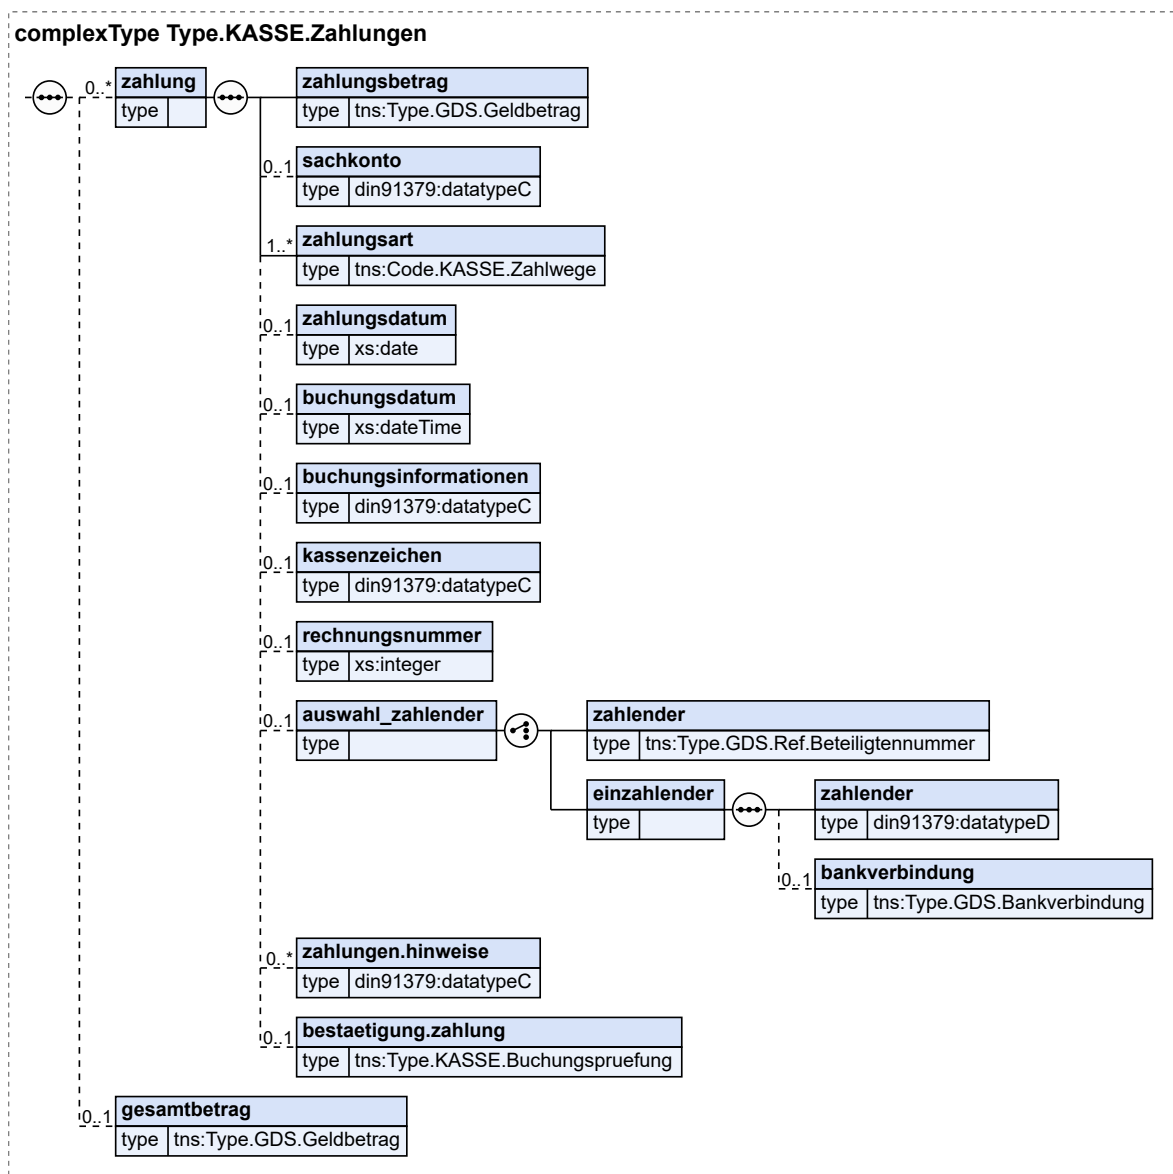 complexType Type.KASSE.Zahlungen
0..*
zahlung
type
zahlungsbetrag
type tns:Type.GDS.Geldbetrag
0..1
sachkonto
type din91379:datatypeC
1..*
zahlungsart
type tns:Code.KASSE.Zahlwege
0..1
zahlungsdatum
type xs:date
0..1
buchungsdatum
type xs:dateTime
0..1
buchungsinformationen
type din91379:datatypeC
0..1
kassenzeichen
type din91379:datatypeC
0..1
rechnungsnummer
type xs:integer
0..1
auswahl_zahlender
type
zahlender
type tns:Type.GDS.Ref.Beteiligtennummer
einzahlender
type
zahlender
type din91379:datatypeD
0..1
bankverbindung
type tns:Type.GDS.Bankverbindung
0..*
zahlungen.hinweise
type din91379:datatypeC
0..1
bestaetigung.zahlung
type tns:Type.KASSE.Buchungspruefung
0..1
gesamtbetrag
type tns:Type.GDS.Geldbetrag